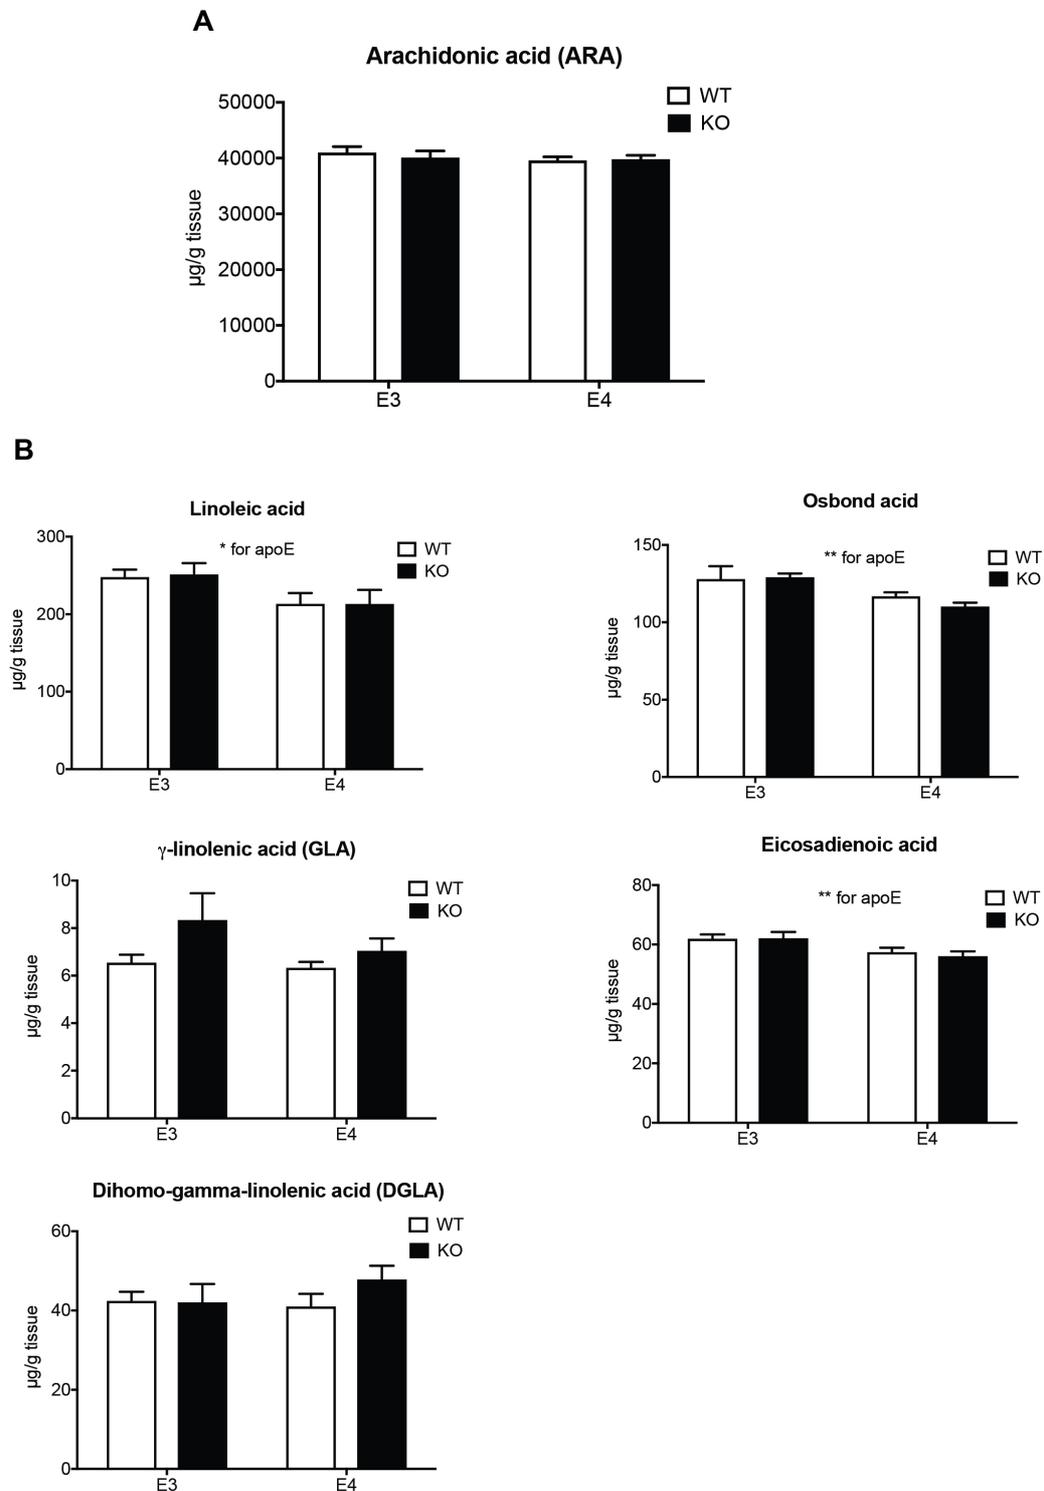 A
Arachidonic acid (ARA)
WT
KO
µg/g tissue
50000
40000
30000
20000
10000
0
E3 E4
B
Linoleic acid
* for apoE
WT
KO
µg/g tissue
300
200
100
0
E3 E4
Osbond acid
** for apoE
WT
KO
µg/g tissue
150
100
50
0
E3 E4
γ-linolenic acid (GLA)
WT
KO
µg/g tissue
10
8
6
4
2
0
E3 E4
Eicosadienoic acid
** for apoE
WT
KO
µg/g tissue
80
60
40
20
0
E3 E4
Dihomo-gamma-linolenic acid (DGLA)
WT
KO
µg/g tissue
60
40
20
0
E3 E4